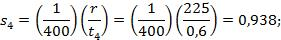 s₄ = (1/400)(r/t₄) = (1/400)(225/0,6) = 0,938;